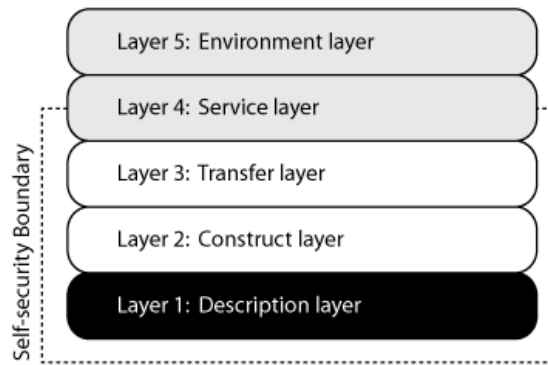 Layer 5: Environment layer
Layer 4: Service layer
Layer 3: Transfer layer
Layer 2: Construct layer
Layer 1: Description layer
Self-security Boundary